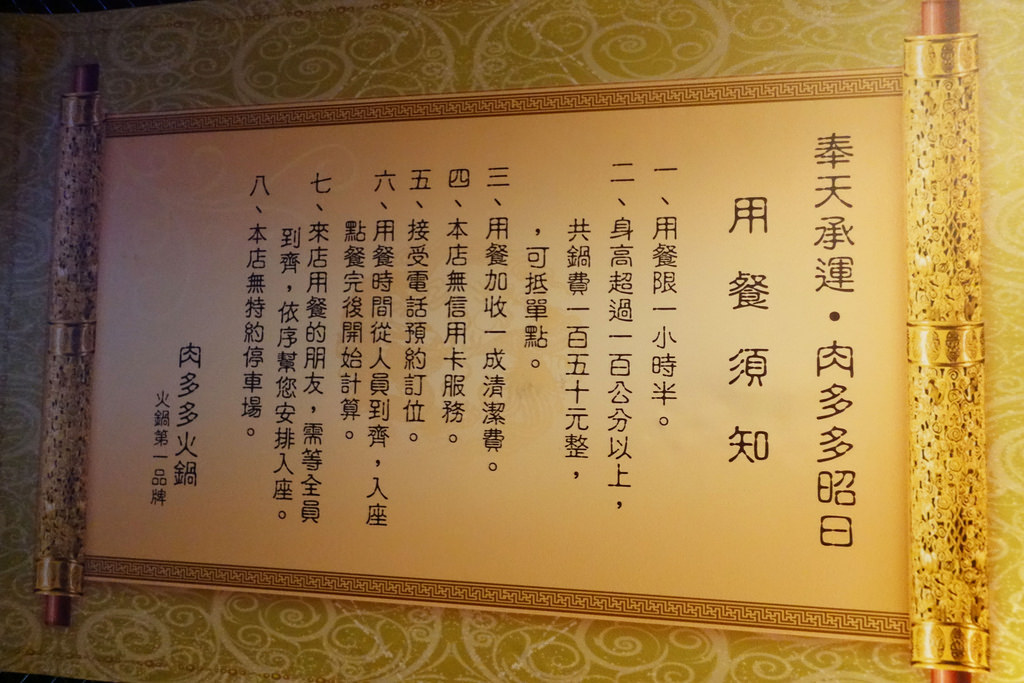 奉天承運・肉多多昭曰
用餐須知
一、用餐限一小時半。
二、身高超過一百公分以上，
共鍋費一百五十元整，
，可抵單點。
三、用餐加收一成清潔費。
四、本店無信用卡服務。
五、接受電話預約訂位。
六、用餐時間從人員到齊，入座
點餐完後開始計算。
七、來店用餐的朋友，需等全員
到齊，依序幫您安排入座。
八、本店無特約停車場。
肉多多火鍋
火鍋第一品牌